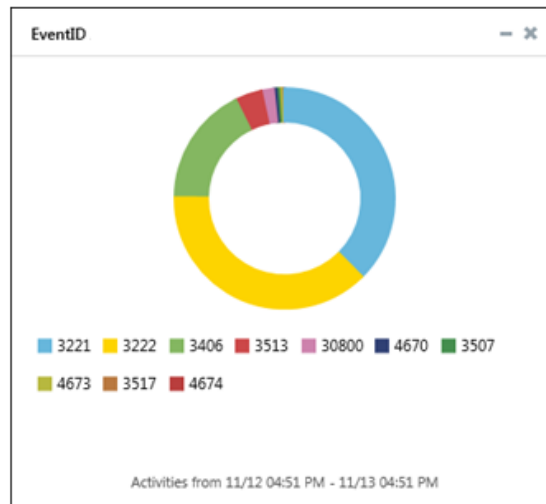 EventID
3221 3222 3406 3513 30800 4670 3507
4673 3517 4674
Activities from 11/12 04:51 PM - 11/13 04:51 PM